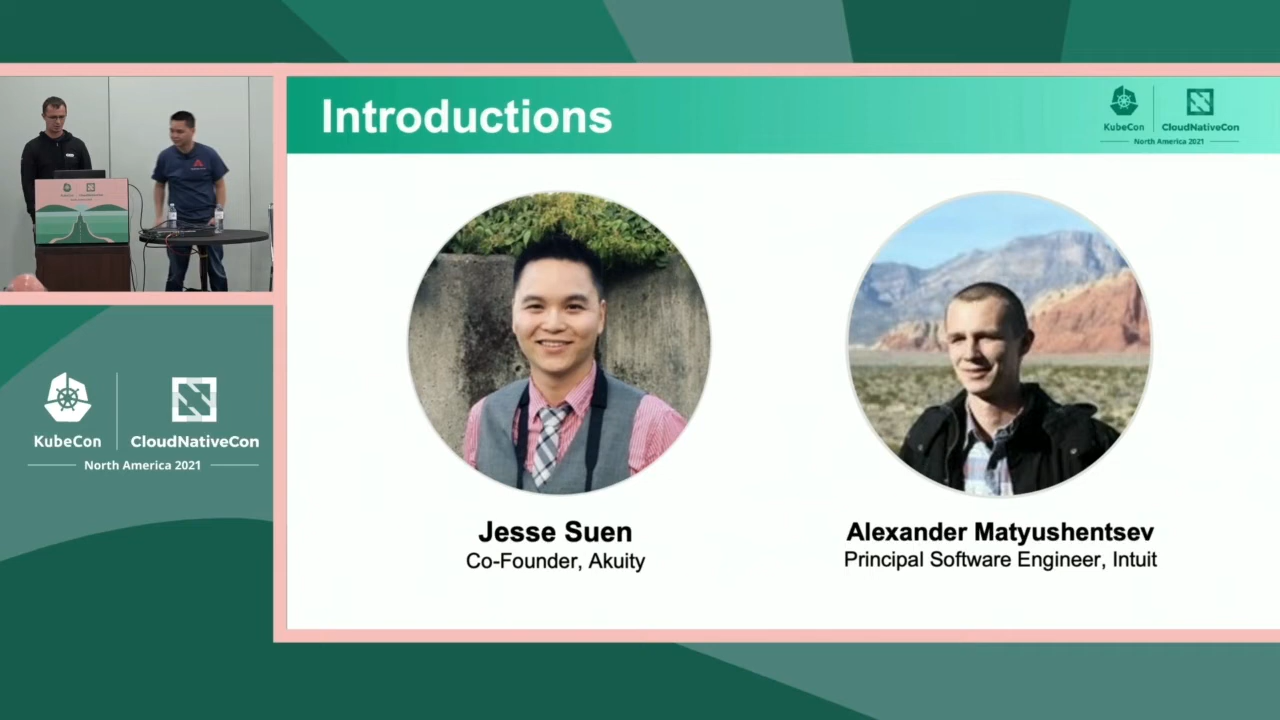 Introductions
KubeCon
CloudNativeCon
North America 2021
Jesse Suen
Co-Founder, Akuity
Alexander Matyushentsev
Principal Software Engineer, Intuit
KubeCon
CloudNativeCon
North America 2021